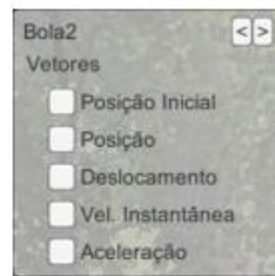 Bola2 < >
Vetores
Posição Inicial
Posição
Deslocamento
Vel. Instantânea
Aceleração